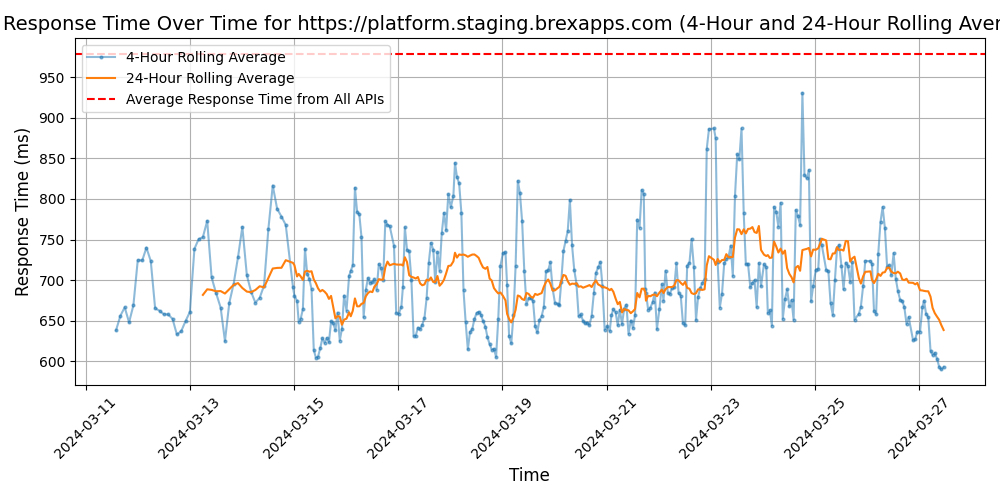 Response Time Over Time for https://platform.staging.brexapps.com (4-Hour and 24-Hour Rolling Aver
4-Hour Rolling Average
24-Hour Rolling Average
Average Response Time from All APIs
Response Time (ms)
950
900
850
800
750
700
650
600
2024-03-11
2024-03-13
2024-03-15
2024-03-17
2024-03-19
2024-03-21
2024-03-23
2024-03-25
2024-03-27
Time